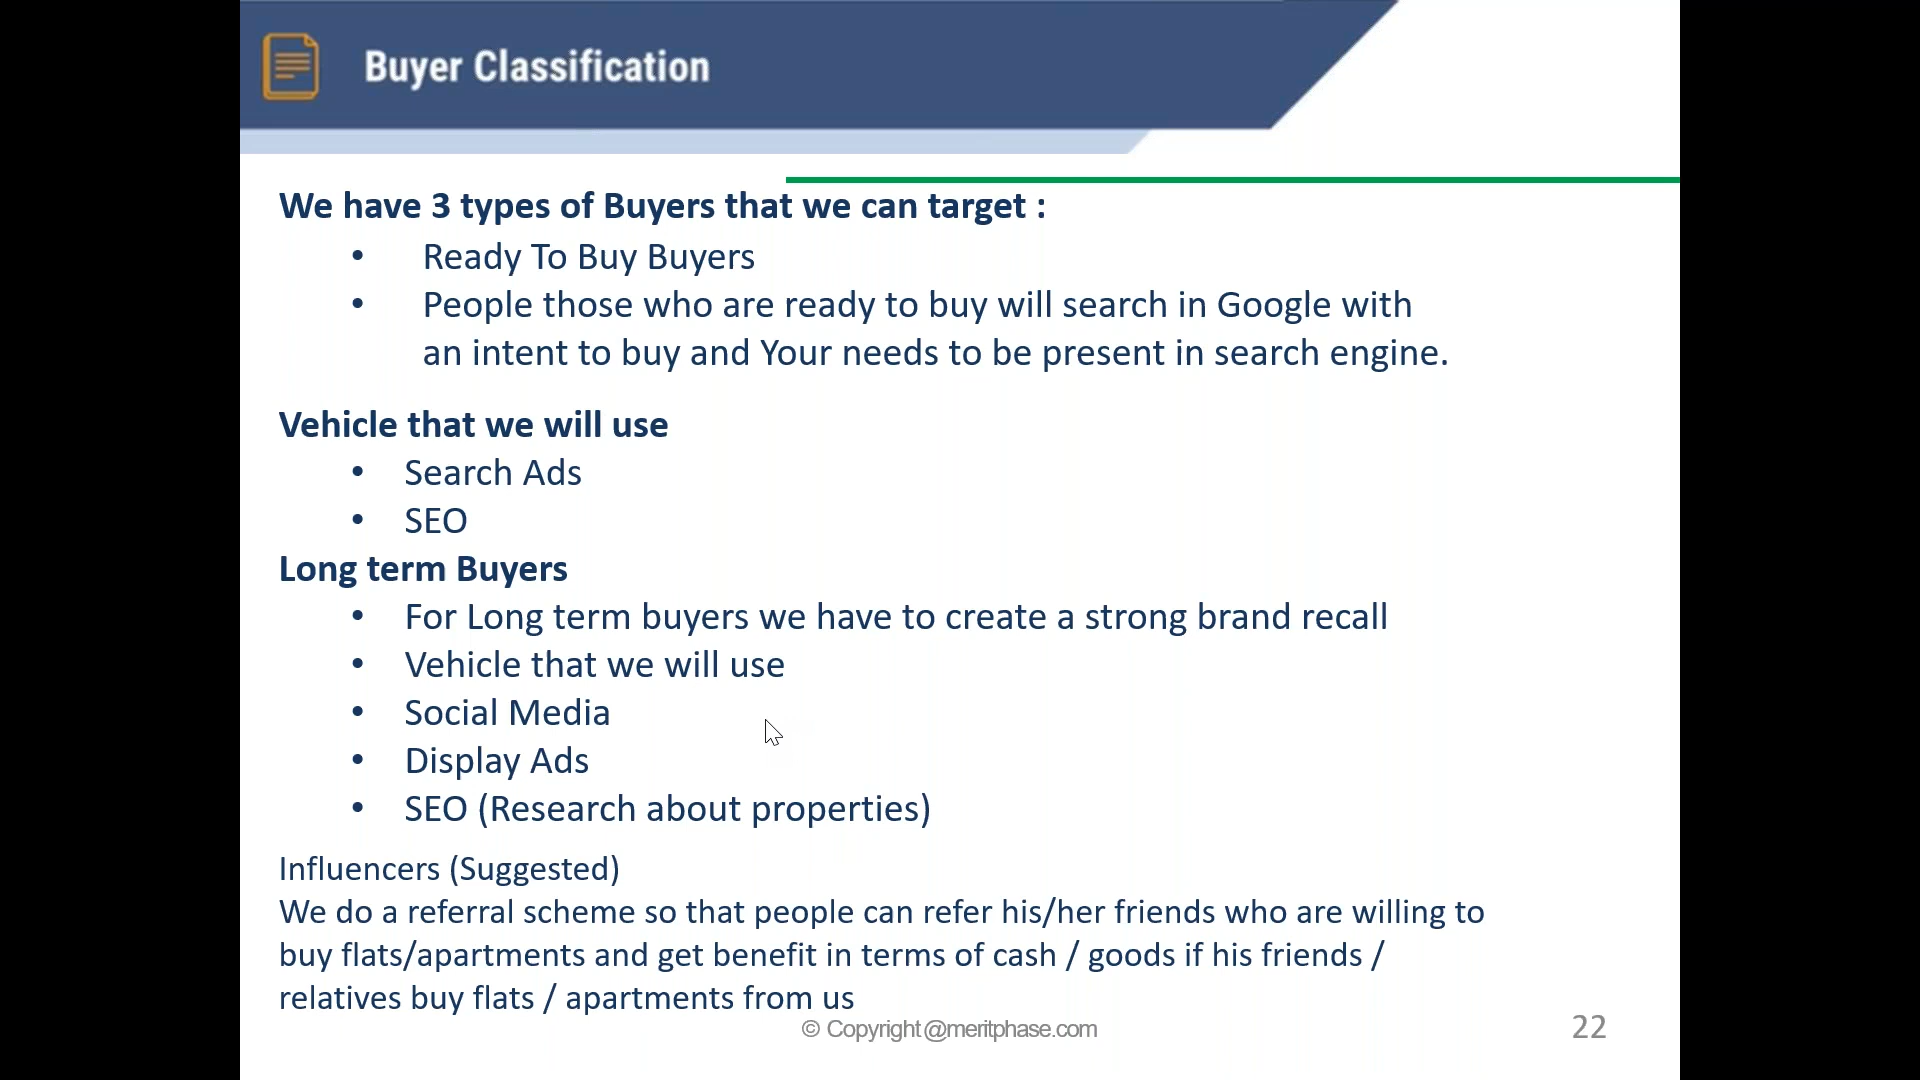 Buyer Classification
We have 3 types of Buyers that we can target :
• Ready To Buy Buyers
• People those who are ready to buy will search in Google with
an intent to buy and Your needs to be present in search engine.
Vehicle that we will use
• Search Ads
• SEO
Long term Buyers
• For Long term buyers we have to create a strong brand recall
• Vehicle that we will use
• Social Media
• Display Ads
• SEO (Research about properties)
Influencers (Suggested)
We do a referral scheme so that people can refer his/her friends who are willing to
buy flats/apartments and get benefit in terms of cash / goods if his friends /
relatives buy flats / apartments from us
© Copyright@meritphase.com
22